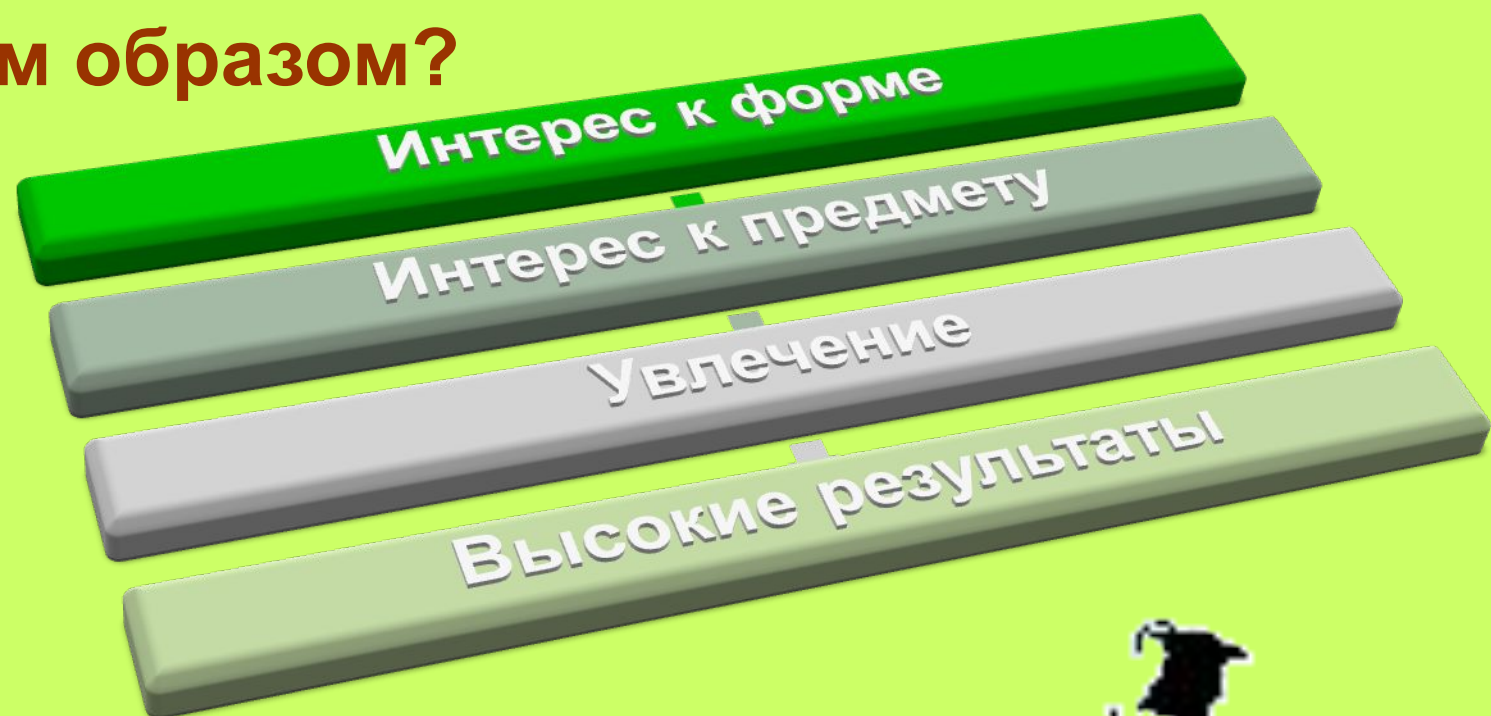 м образом?
Интерес к форме
Интерес к предмету
Увлечение
Высокие результаты